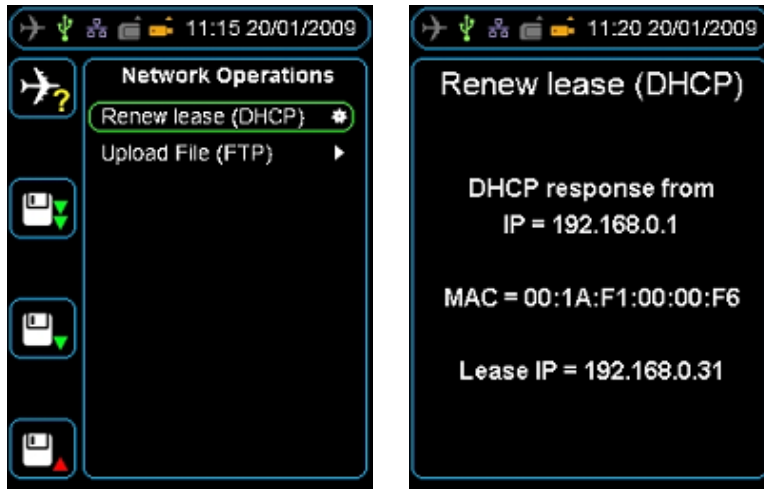 11:15 20/01/2009
?
Network Operations
Renew lease (DHCP)
Upload File (FTP)
11:20 20/01/2009
Renew lease (DHCP)
DHCP response from
IP = 192.168.0.1
MAC = 00:1A:F1:00:00:F6
Lease IP = 192.168.0.31